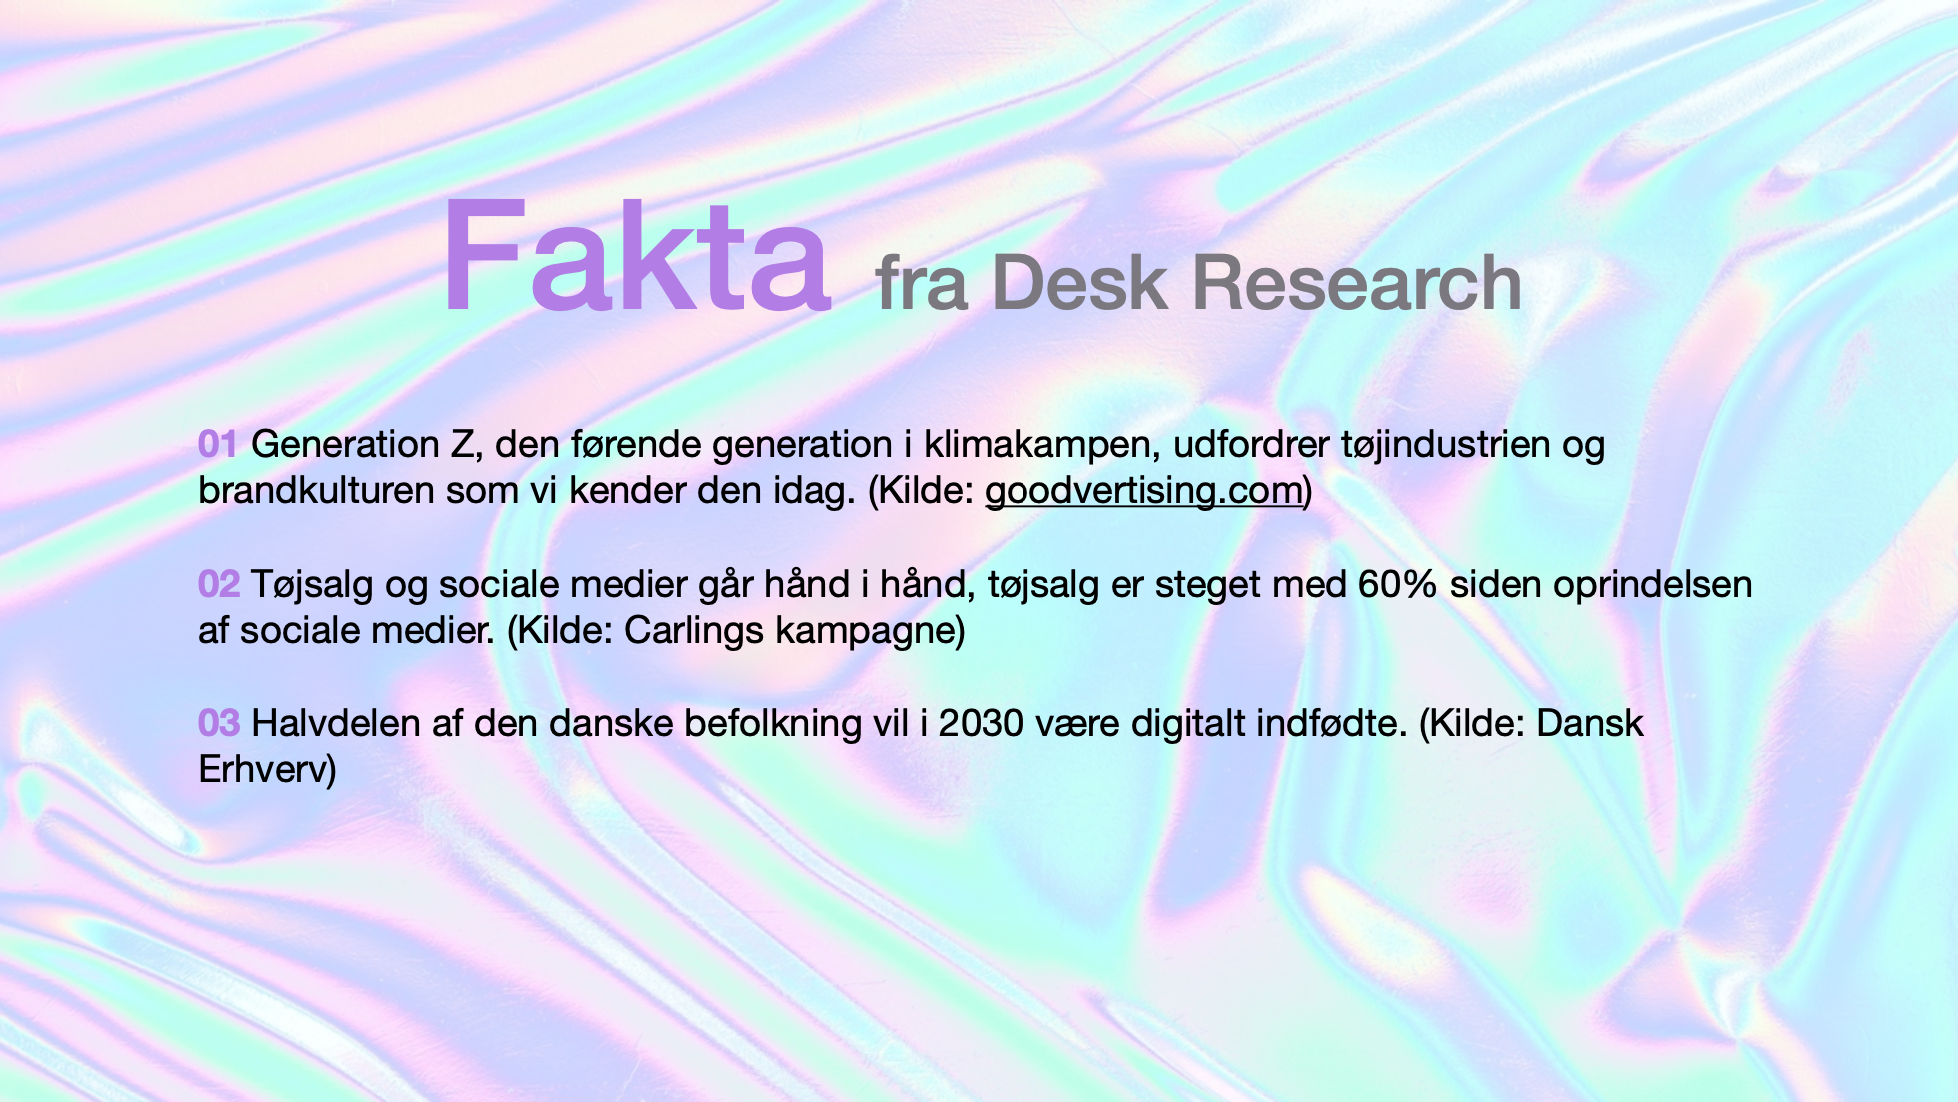 Fakta fra Desk Research
01 Generation Z, den førende generation i klimakampen, udfordrer tøjindustrien og
brandkulturen som vi kender den idag. (Kilde: goodvertising.com)
02 Tøjsalg og sociale medier går hånd i hånd, tøjsalg er steget med 60% siden oprindelsen
af sociale medier. (Kilde: Carlings kampagne)
03 Halvdelen af den danske befolkning vil i 2030 være digitalt indfødte. (Kilde: Dansk
Erhverv)